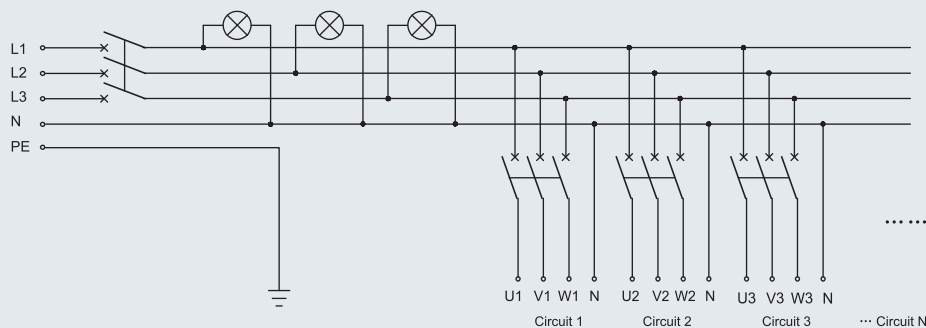 L1
L2
L3
N
PE
U1 V1 W1 N U2 V2 W2 N U3 V3 W3 N
Circuit 1 Circuit 2 Circuit 3 ··· Circuit N